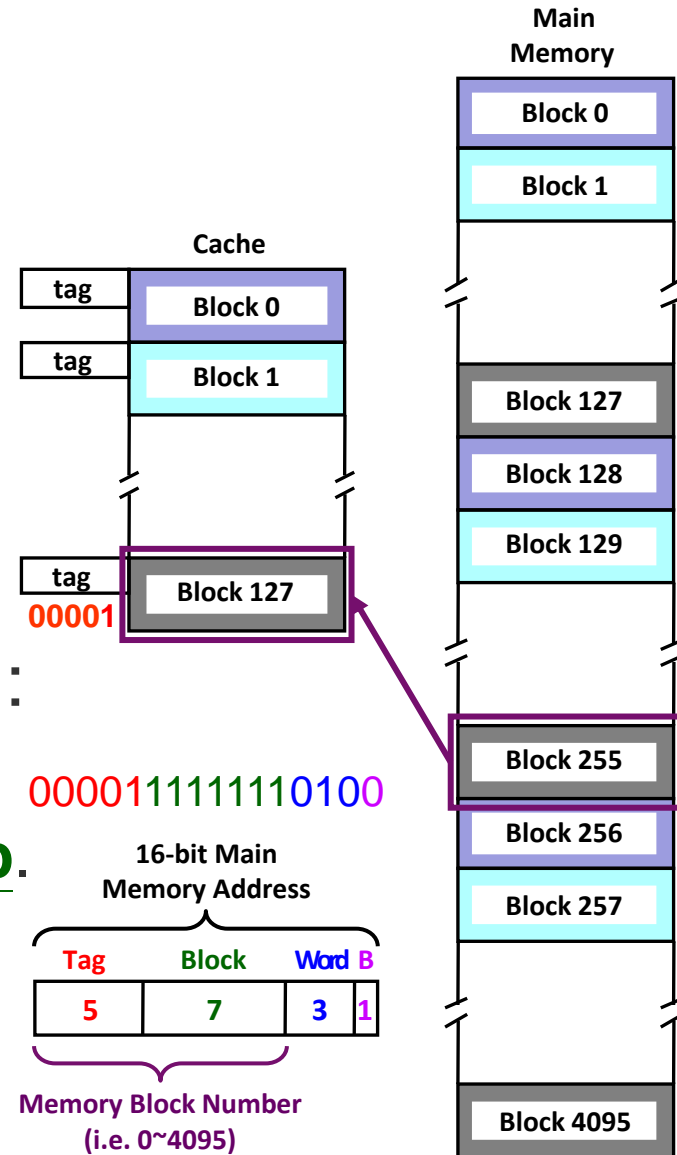 Main
Memory
Block 0
Block 1
Cache
tag
Block 0
tag
Block 1
Block 127
Block 128
Block 129
tag
Block 127
00001
:
Block 255
0000111111110100
Block 256
.
16-bit Main
Memory Address
Block 257
Tag Block Word B
5 7 3 1
Memory Block Number
(i.e. 0~4095)
Block 4095